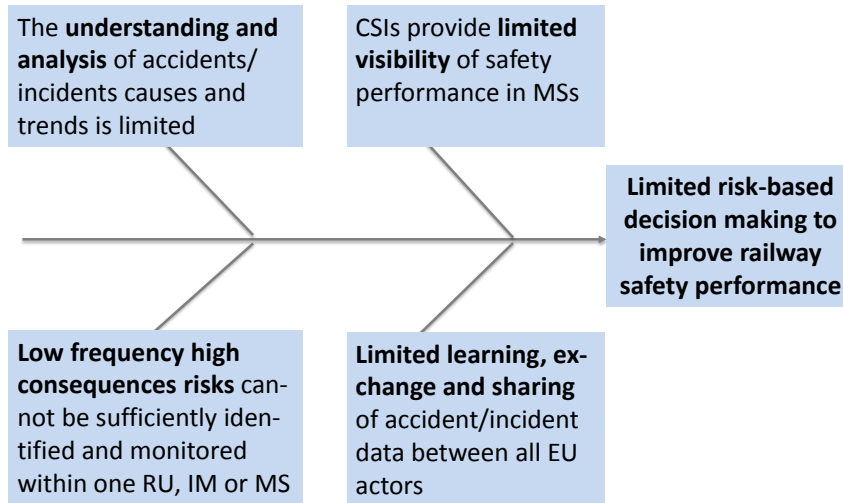 The understanding and
analysis of accidents/
incidents causes and
trends is limited
CSIs provide limited
visibility of safety
performance in MSs
Limited risk-based
decision making to
improve railway
safety performance
Low frequency high
consequences risks can-
not be sufficiently iden-
tified and monitored
within one RU, IM or MS
Limited learning, ex-
change and sharing
of accident/incident
data between all EU
actors